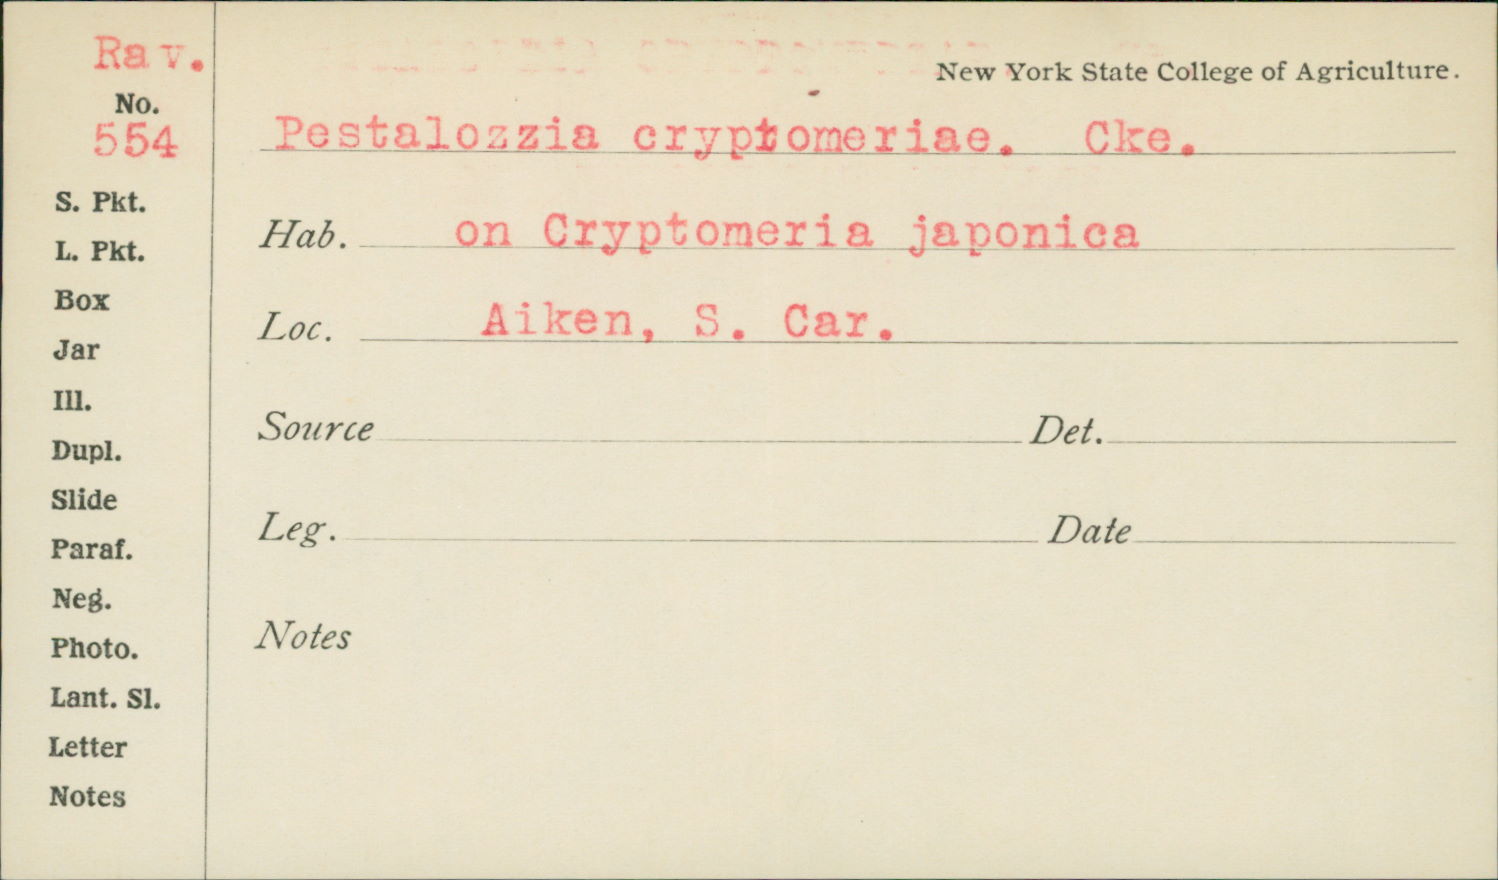 Rav.
No.
554
S. Pkt.
L. Pkt.
Box
Jar
Ill.
Dupl.
Slide
Paraf.
Neg.
Photo.
Lant. Sl.
Letter
Notes
New York State College of Agriculture.
Pestalozzia cryptomeriae. Cke.
Hab. on Cryptomeria japonica
Loc. Aiken, S. Car.
Source Det.
Leg. Date
Notes